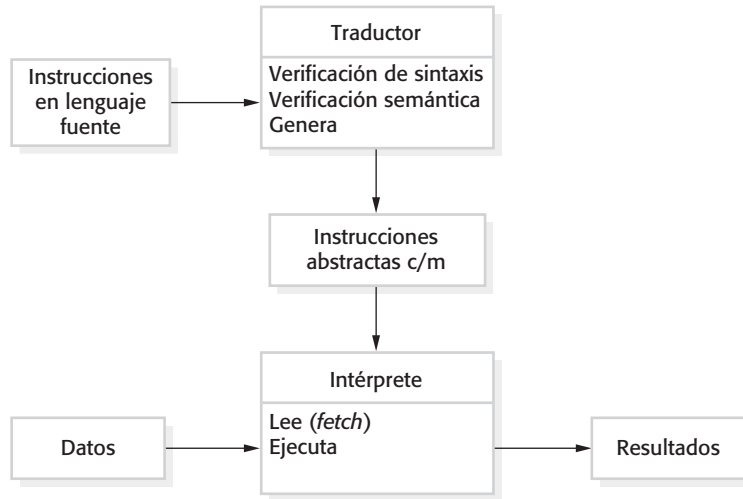 Traductor
Instrucciones
en lenguaje
fuente
Verificación de sintaxis
Verificación semántica
Genera
Instrucciones
abstractas c/m
Intérprete
Lee (fetch)
Ejecuta
Datos
Resultados